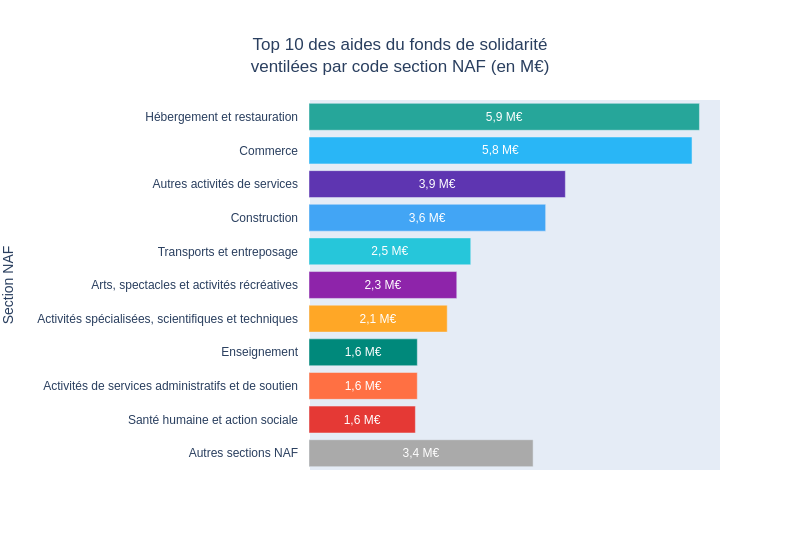 Top 10 des aides du fonds de solidarité
ventilées par code section NAF (en M€)
Section NAF
Hébergement et restauration 5,9 M€
Commerce 5,8 M€
Autres activités de services 3,9 M€
Construction 3,6 M€
Transports et entreposage 2,5 M€
Arts, spectacles et activités récréatives 2,3 M€
Activités spécialisées, scientifiques et techniques 2,1 M€
Enseignement 1,6 M€
Activités de services administratifs et de soutien 1,6 M€
Santé humaine et action sociale 1,6 M€
Autres sections NAF 3,4 M€